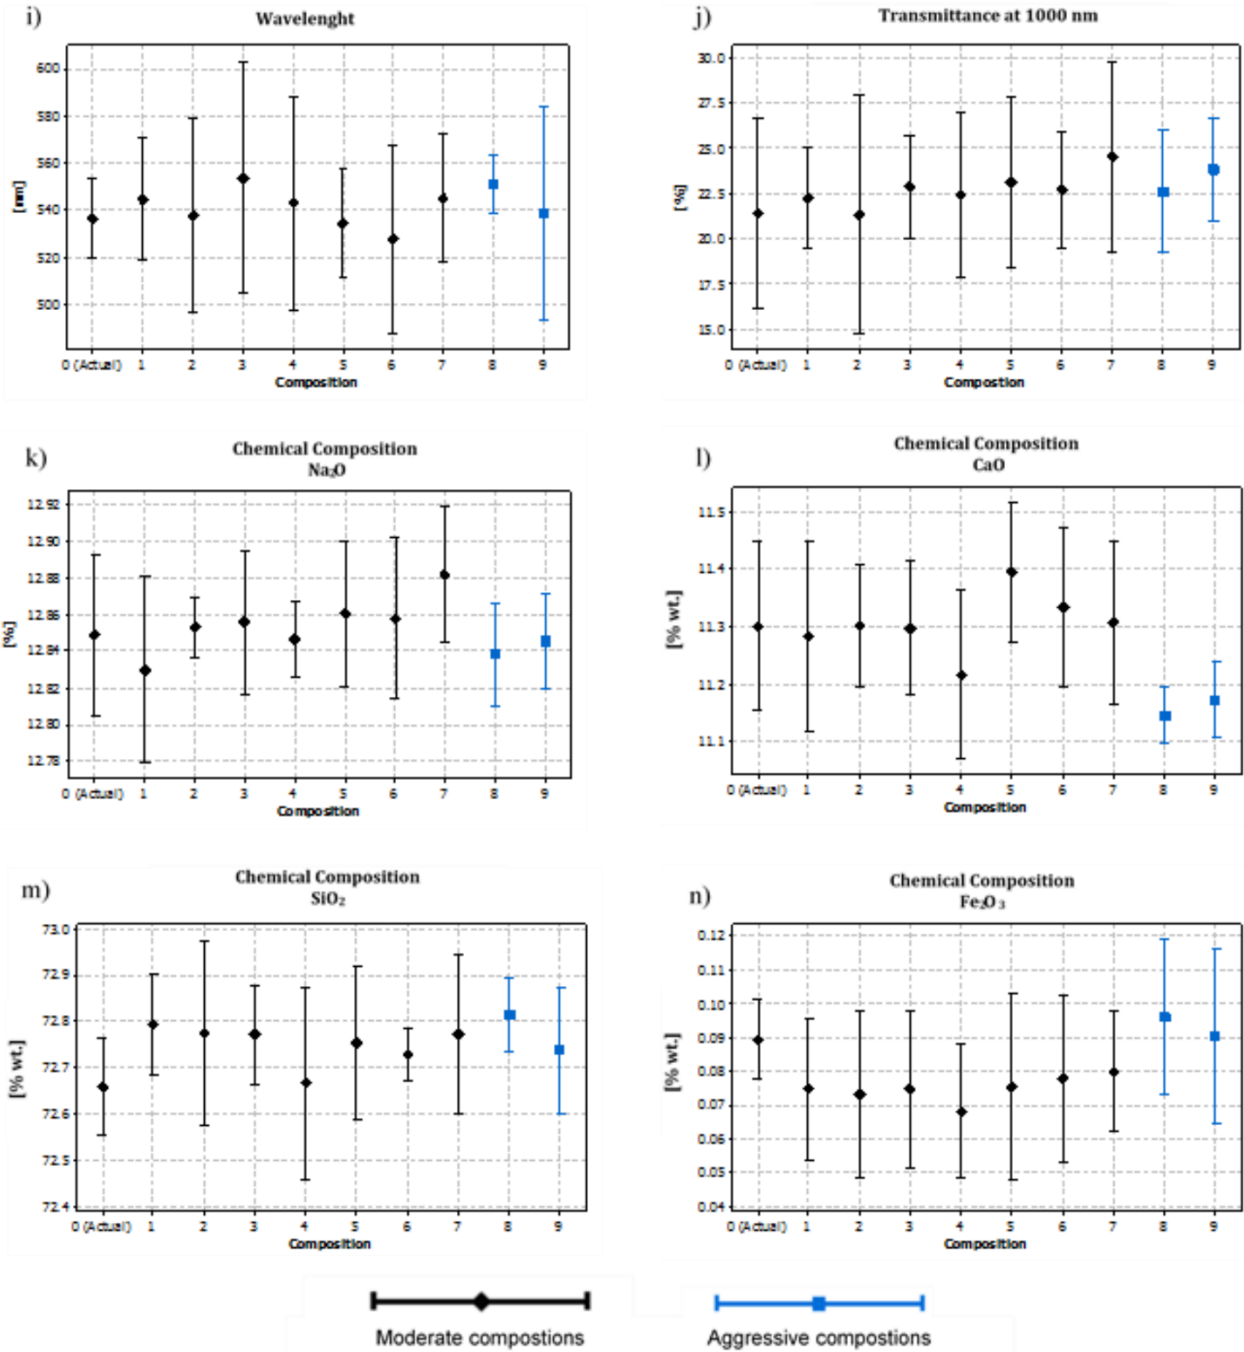 i)
Wavelenght
600
580
560
540
520
500
[nm]
0 (Actual) 1 2 3 4 5 6 7 8 9
Composition
j)
Transmittance at 1000 nm
30.0
27.5
25.0
22.5
20.0
17.5
15.0
[%]
0 (Actual) 1 2 3 4 5 6 7 8 9
Compostion
k)
Chemical Composition
Na₂O
12.92
12.90
12.88
12.86
12.84
12.82
12.80
12.78
[%]
0 (Actual) 1 2 3 4 5 6 7 8 9
Composition
l)
Chemical Composition
CaO
11.5
11.4
11.3
11.2
11.1
[% wt.]
0 (Actual) 1 2 3 4 5 6 7 8 9
Composition
m)
Chemical Composition
SiO₂
73.0
72.9
72.8
72.7
72.6
72.5
72.4
[% wt.]
0 (Actual) 1 2 3 4 5 6 7 8 9
Composition
n)
Chemical Composition
Fe₂O₃
0.12
0.11
0.10
0.09
0.08
0.07
0.06
0.05
0.04
[% wt.]
0 (Actual) 1 2 3 4 5 6 7 8 9
Composition
Moderate compostions
Aggressive compostions